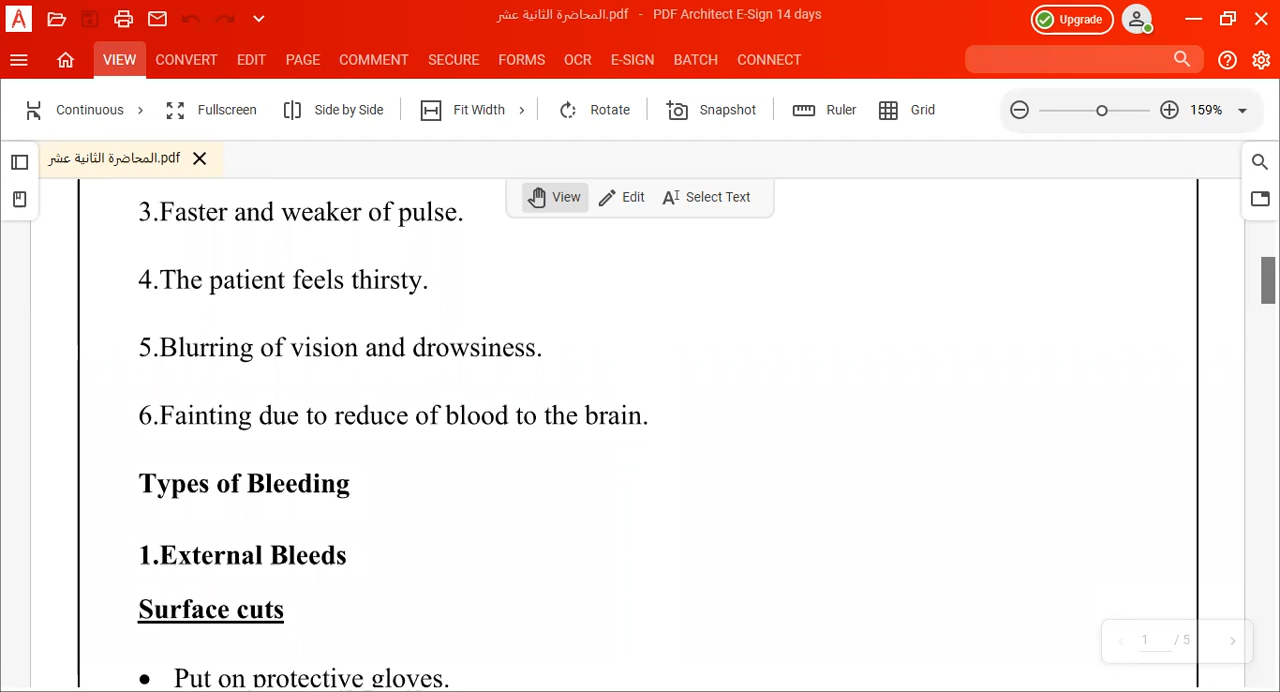 المحاضرة الثانية عشر.pdf - PDF Architect E-Sign 14 days
Upgrade
VIEW CONVERT EDIT PAGE COMMENT SECURE FORMS OCR E-SIGN BATCH CONNECT
Continuous Fullscreen Side by Side Fit Width Rotate Snapshot Ruler Grid 159%
المحاضرة الثانية عشر.pdf
View Edit Select Text
3.Faster and weaker of pulse.
4.The patient feels thirsty.
5.Blurring of vision and drowsiness.
6.Fainting due to reduce of blood to the brain.
Types of Bleeding
1.External Bleeds
Surface cuts
• Put on protective gloves.
1 / 5